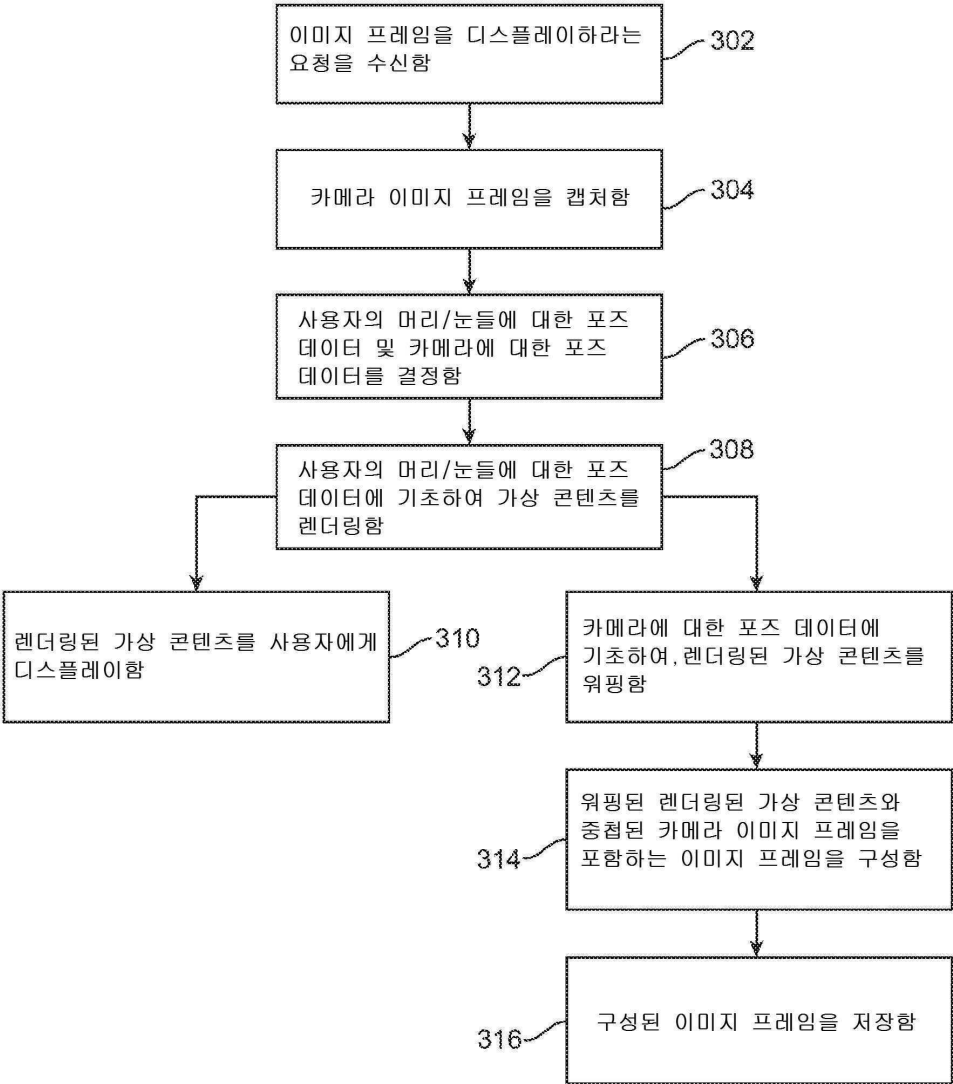 이미지 프레임을 디스플레이하라는
요청을 수신함
302
카메라 이미지 프레임을 캡처함
304
사용자의 머리/눈들에 대한 포즈
데이터 및 카메라에 대한 포즈
데이터를 결정함
306
사용자의 머리/눈들에 대한 포즈
데이터에 기초하여 가상 콘텐츠를
렌더링함
308
렌더링된 가상 콘텐츠를 사용자에게
디스플레이함
310
카메라에 대한 포즈 데이터에
기초하여,렌더링된 가상 콘텐츠를
워핑함
312
워핑된 렌더링된 가상 콘텐츠와
중첩된 카메라 이미지 프레임을
포함하는 이미지 프레임을 구성함
314
구성된 이미지 프레임을 저장함
316